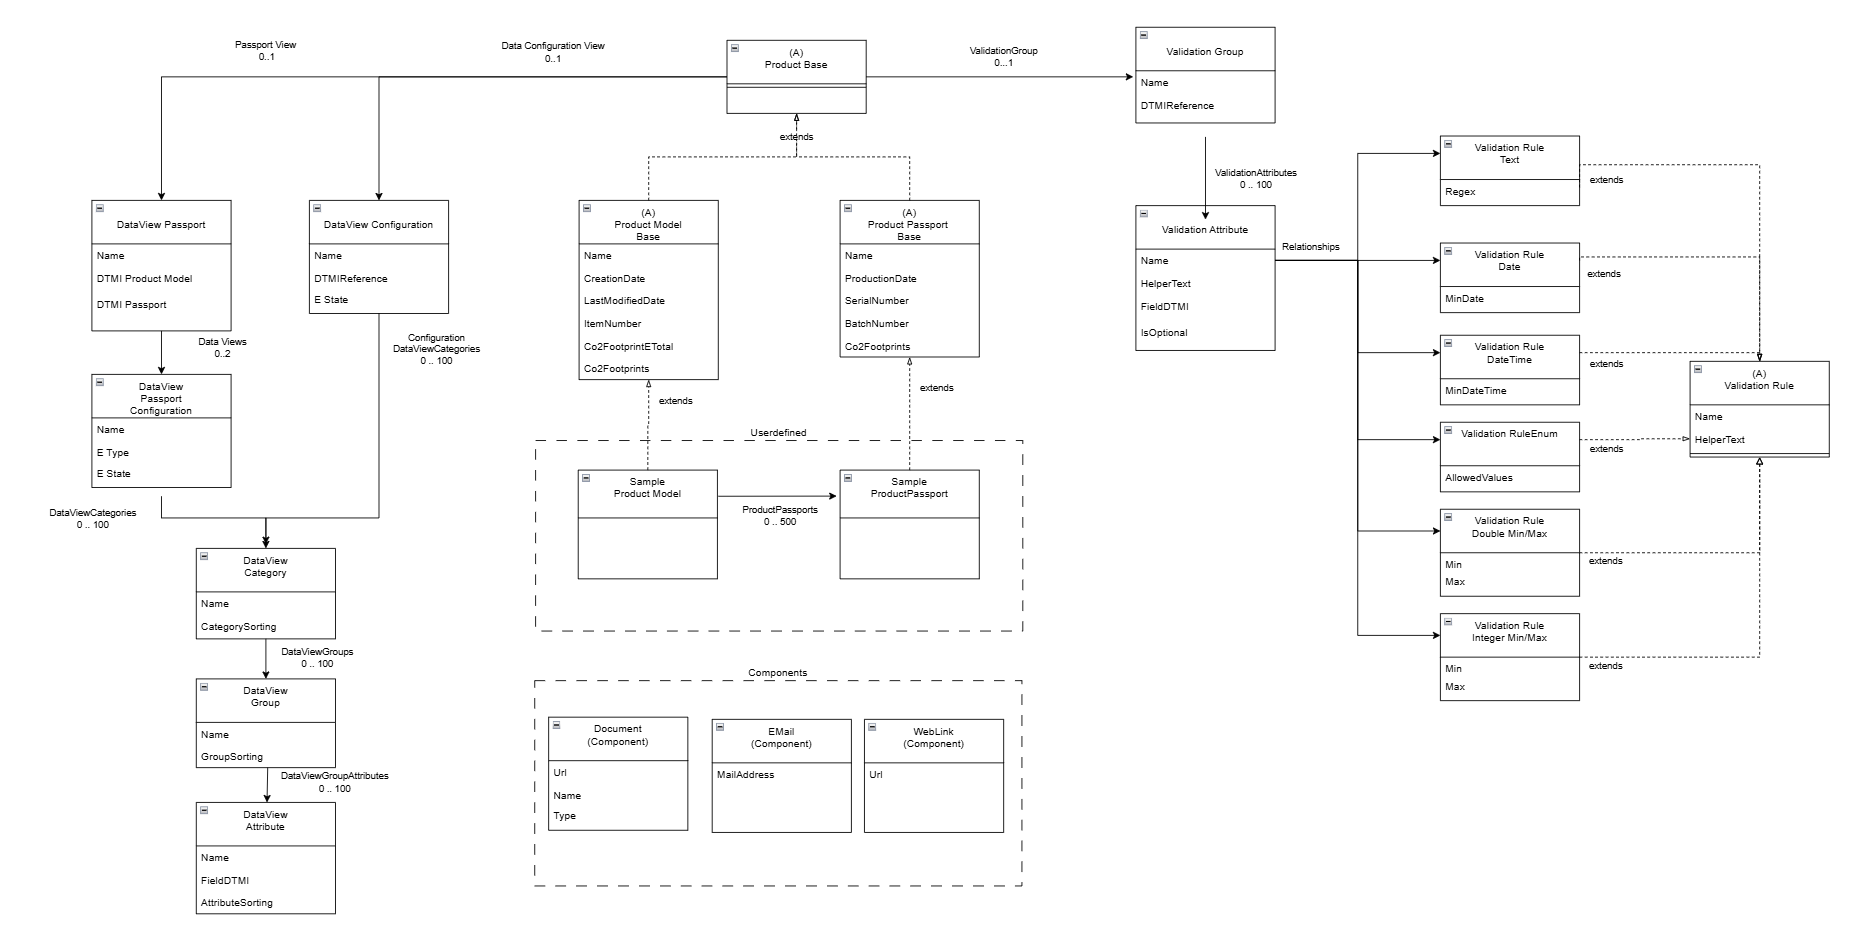 Passport View
0..1
Data Configuration View
0..1
(A)
Product Base
ValidationGroup
0...1
Validation Group
Name
DTMIReference
extends
ValidationAttributes
0 .. 100
DataView Passport
Name
DTMI Product Model
DTMI Passport
DataView Configuration
Name
DTMIReference
E State
(A)
Product Model
Base
Name
CreationDate
LastModifiedDate
ItemNumber
Co2FootprintETotal
Co2Footprints
(A)
Product Passport
Base
Name
ProductionDate
SerialNumber
BatchNumber
Co2Footprints
Validation Attribute
Name
HelperText
FieldDTMI
IsOptional
Relationships
Validation Rule
Text
Regex
extends
Validation Rule
Date
MinDate
extends
Validation Rule
DateTime
MinDateTime
extends
Validation RuleEnum
AllowedValues
extends
Validation Rule
Double Min/Max
Min
Max
extends
Validation Rule
Integer Min/Max
Min
Max
extends
(A)
Validation Rule
Name
HelperText
Data Views
0..2
Configuration
DataViewCategories
0 .. 100
DataView
Passport
Configuration
Name
E Type
E State
DataViewCategories
0 .. 100
extends
extends
Userdefined
Sample
Product Model
ProductPassports
0 .. 500
Sample
ProductPassport
DataView
Category
Name
CategorySorting
DataViewGroups
0 .. 100
DataView
Group
Name
GroupSorting
DataViewGroupAttributes
0 .. 100
DataView
Attribute
Name
FieldDTMI
AttributeSorting
Components
Document
(Component)
Url
Name
Type
EMail
(Component)
MailAddress
WebLink
(Component)
Url